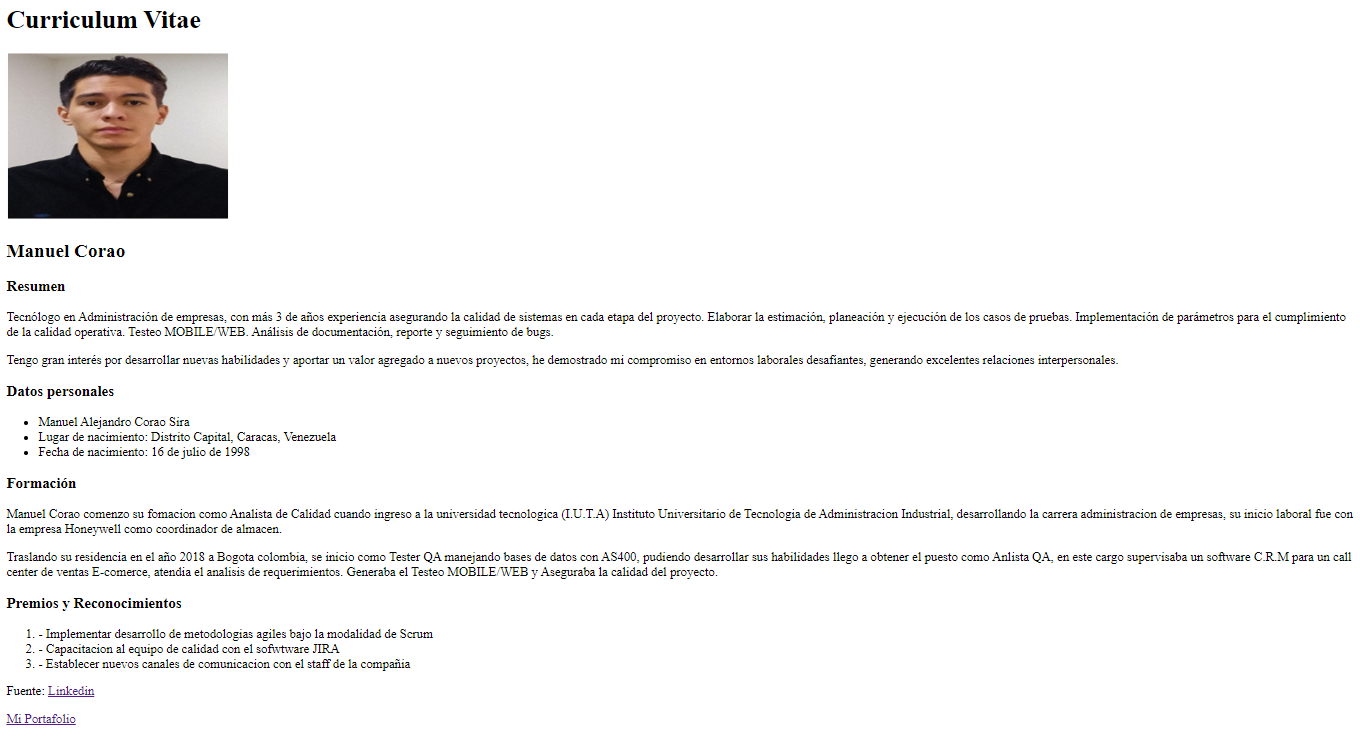 Curriculum Vitae
Manuel Corao
Resumen
Tecnólogo en Administración de empresas, con más 3 de años experiencia asegurando la calidad de sistemas en cada etapa del proyecto. Elaborar la estimación, planeación y ejecución de los casos de pruebas. Implementación de parámetros para el cumplimiento
de la calidad operativa. Testeo MOBILE/WEB. Análisis de documentación, reporte y seguimiento de bugs.
Tengo gran interés por desarrollar nuevas habilidades y aportar un valor agregado a nuevos proyectos, he demostrado mi compromiso en entornos laborales desafiantes, generando excelentes relaciones interpersonales.
Datos personales
• Manuel Alejandro Corao Sira
• Lugar de nacimiento: Distrito Capital, Caracas, Venezuela
• Fecha de nacimiento: 16 de julio de 1998
Formación
Manuel Corao comenzo su fomacion como Analista de Calidad cuando ingreso a la universidad tecnologica (I.U.T.A) Instituto Universitario de Tecnologia de Administracion Industrial, desarrollando la carrera administracion de empresas, su inicio laboral fue con
la empresa Honeywell como coordinador de almacen.
Traslando su residencia en el año 2018 a Bogota colombia, se inicio como Tester QA manejando bases de datos con AS400, pudiendo desarrollar sus habilidades llego a obtener el puesto como Anlista QA, en este cargo supervisaba un software C.R.M para un call
center de ventas E-comerce, atendia el analisis de requerimientos. Generaba el Testeo MOBILE/WEB y Aseguraba la calidad del proyecto.
Premios y Reconocimientos
1. - Implementar desarrollo de metodologias agiles bajo la modalidad de Scrum
2. - Capacitacion al equipo de calidad con el sofwtware JIRA
3. - Establecer nuevos canales de comunicacion con el staff de la compañia
Fuente: Linkedin
Mi Portafolio